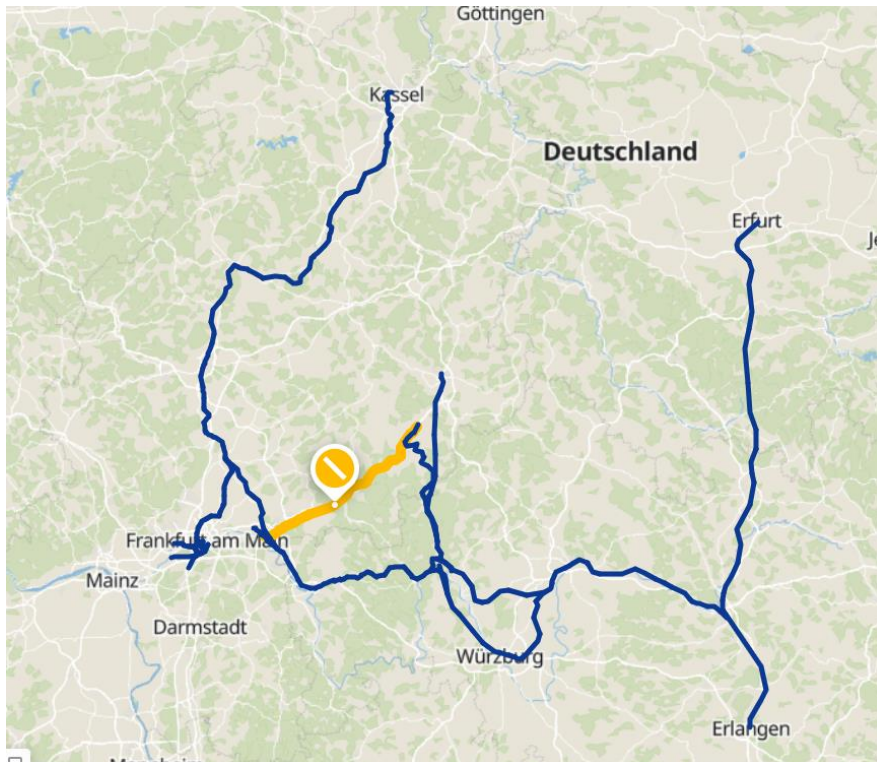 Göttingen
Kassel
Deutschland
Erfurt
Frankfurt am Main
Mainz
Darmstadt
Würzburg
Erlangen